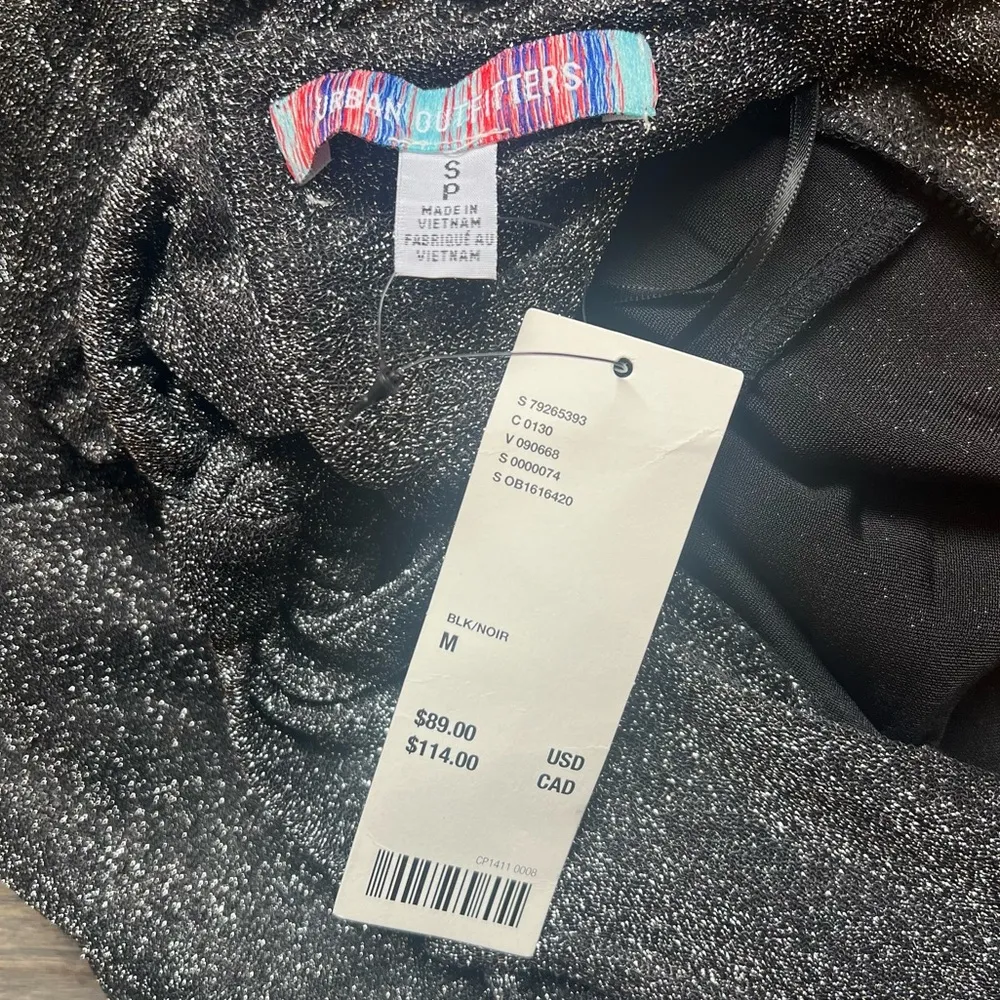 URBAN OUTFITTERS
S
P
MADE IN
VIETNAM
FABRIQUÉ AU
VIETNAM
S 79265393
C 0130
V 090668
S 0000074
S OB1616420
BLK/NOIR
M
$89.00 USD
$114.00 CAD
CP1411 0008